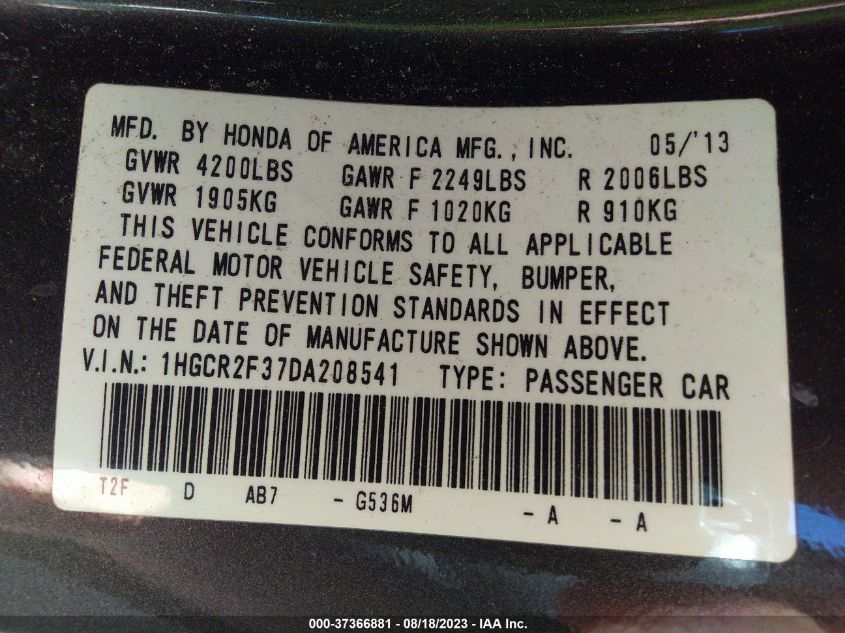 MFD. BY HONDA OF AMERICA MFG., INC. 05/'13
GVWR 4200LBS GAWR F 2249LBS R 2006LBS
GVWR 1905KG GAWR F 1020KG R 910KG
THIS VEHICLE CONFORMS TO ALL APPLICABLE
FEDERAL MOTOR VEHICLE SAFETY, BUMPER,
AND THEFT PREVENTION STANDARDS IN EFFECT
ON THE DATE OF MANUFACTURE SHOWN ABOVE.
V.I.N.: 1HGCR2F37DA208541 TYPE: PASSENGER CAR
T2F D AB7 - G536M - A - A
000-37366881 / 08/18/2023 - IAA Inc.